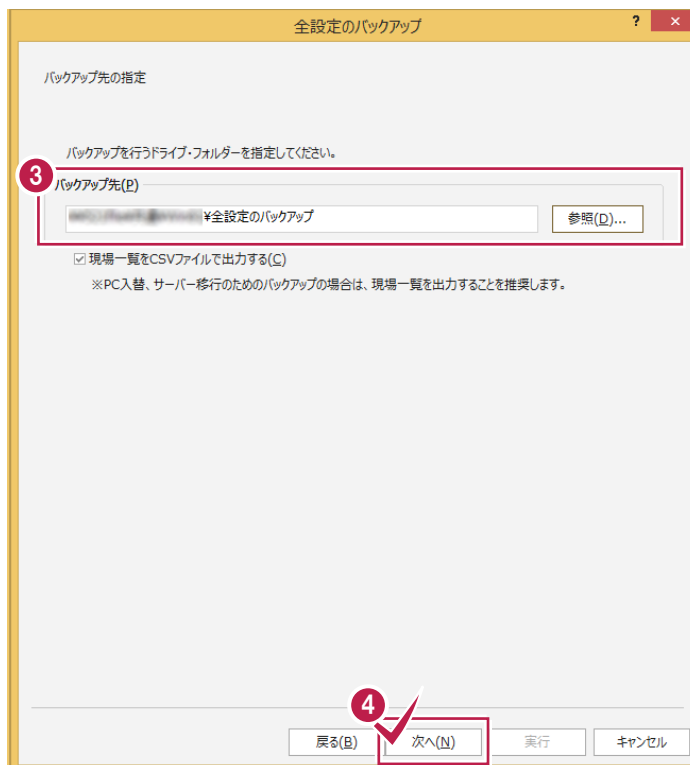 全設定のバックアップ
? ×
バックアップ先の指定
バックアップを行うドライブ・フォルダーを指定してください。
3
バックアップ先(P)
¥全設定のバックアップ
参照(D)...
現場一覧をCSVファイルで出力する(C)
※PC入替、サーバー移行のためのバックアップの場合は、現場一覧を出力することを推奨します。
4
戻る(B) 次へ(N) 実行 キャンセル